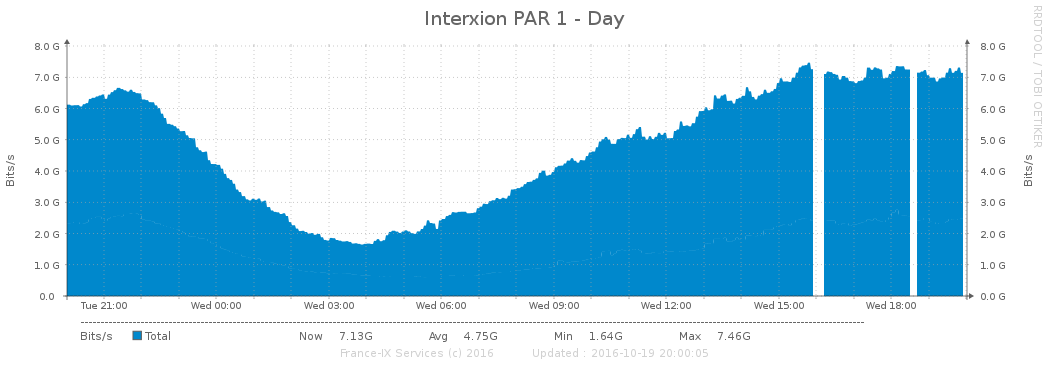 Interxion PAR 1 - Day
RRDTOOL / TOBI OETIKER
Bits/s
8.0 G
7.0 G
6.0 G
5.0 G
4.0 G
3.0 G
2.0 G
1.0 G
0.0
8.0 G
7.0 G
6.0 G
5.0 G
4.0 G
3.0 G
2.0 G
1.0 G
0.0 G
Bits/s
Tue 21:00 Wed 00:00 Wed 03:00 Wed 06:00 Wed 09:00 Wed 12:00 Wed 15:00 Wed 18:00
Bits/s Total Now 7.13G Avg 4.75G Min 1.64G Max 7.46G
France-IX Services (c) 2016 Updated : 2016-10-19 20:00:05